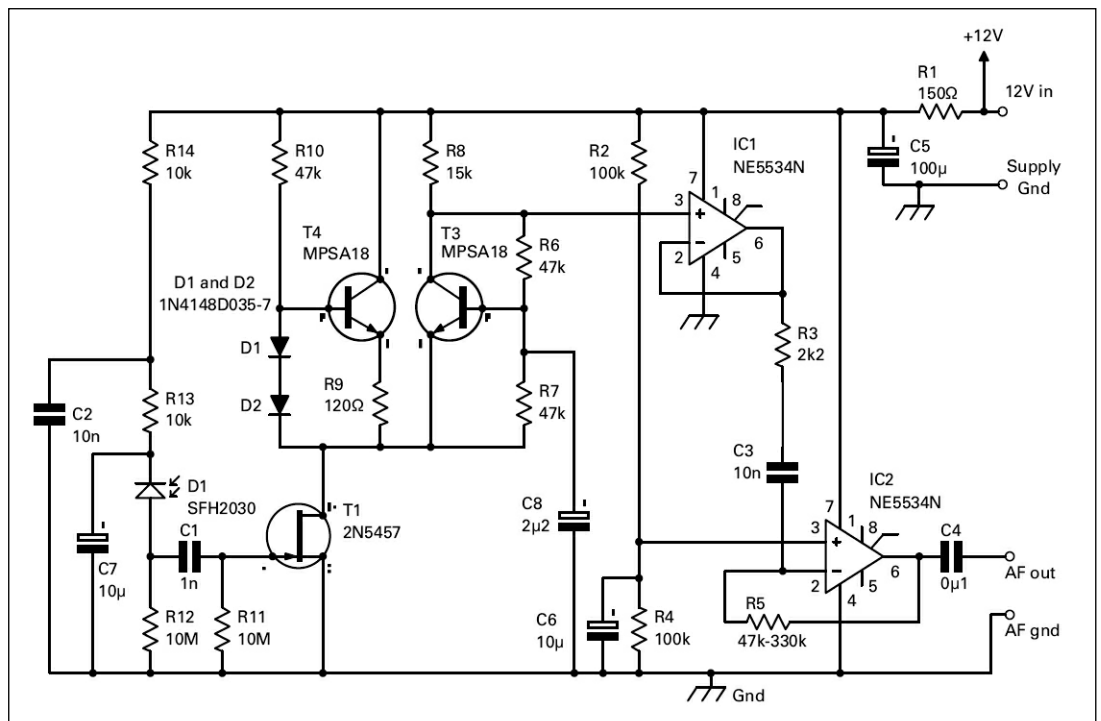 +12V
R1
150Ω
12V in
R14
10k
R10
47k
R8
15k
R2
100k
IC1
NE5534N
C5
100µ
Supply
Gnd
7
1
8
3
+
−
2
6
4
5
T4
MPSA18
T3
MPSA18
R6
47k
D1 and D2
1N4148D035-7
D1
D2
R9
120Ω
R7
47k
R3
2k2
C2
10n
R13
10k
D1
SFH2030
C1
1n
T1
2N5457
C8
2µ2
C3
10n
IC2
NE5534N
7
1
8
3
+
−
2
6
4
5
C4
0µ1
AF out
C7
10µ
R12
10M
R11
10M
C6
10µ
R4
100k
R5
47k-330k
AF gnd
Gnd